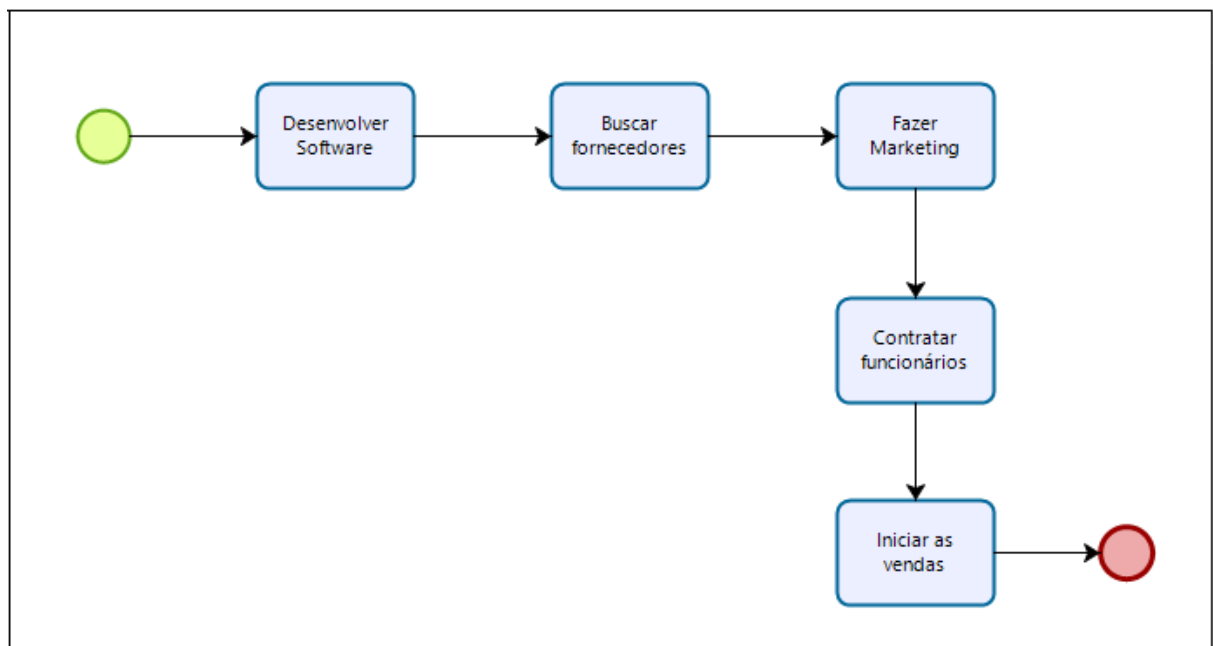 Desenvolver
Software
Buscar
fornecedores
Fazer
Marketing
Contratar
funcionários
Iniciar as
vendas